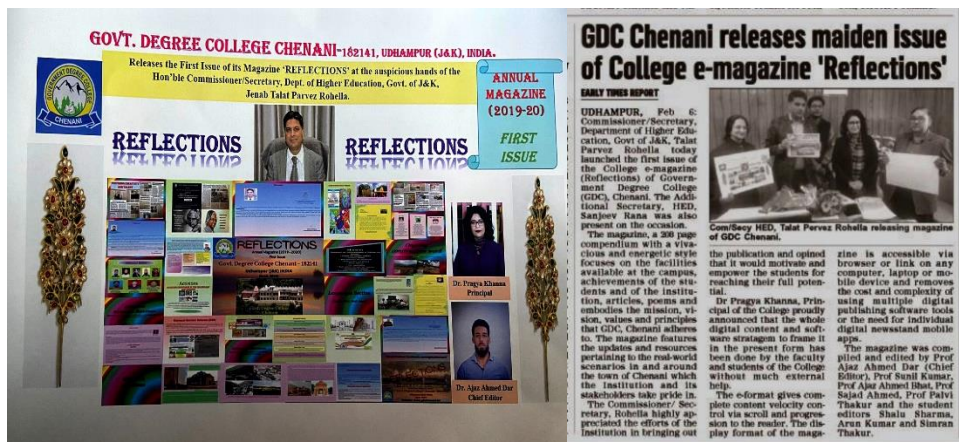 GOVT. DEGREE COLLEGE CHENANI-182141, UDHAMPUR (J&K), INDIA.
Releases the First Issue of its Magazine 'REFLECTIONS' at the auspicious hands of the
Hon'ble Commissioner/Secretary, Dept. of Higher Education, Govt. of J&K,
Jenab Talat Parvez Rohella.
GOVERNMENT DEGREE COLLEGE
CHENANI
ANNUAL
MAGAZINE
(2019-20)
FIRST
ISSUE
REFLECTIONS
REFLECTIONS
REFLECTIONS
Govt. Degree College Chenani - 182141
Dr. Pragya Khanna
Principal
Dr. Ajaz Ahmed Dar
Chief Editor
GDC Chenani releases maiden issue
of College e-magazine 'Reflections'
EARLY TIMES REPORT
UDHAMPUR, Feb 6:
Commissioner/Secretary,
Department of Higher Edu-
cation, Govt of J&K, Talat
Parvez Rohella today
launched the first issue of
the College e-magazine
(Reflections) of Govern-
ment Degree College
(GDC), Chenani. The Addi-
tional Secretary, HED,
Sanjeev Rana was also
present on the occasion.
The magazine, a 208 page
compendium with a viva-
cious and energetic style
focuses on the facilities
available at the campus,
achievements of the stu-
dents and of the institu-
tion, articles, poems and
embodies the mission, vi-
sion, values and principles
that GDC, Chenani adheres
to. The magazine features
the updates and resources
pertaining to the real-world
scenarios in and around
the town of Chenani which
the Institution and its
stakeholders take pride in.
The Commissioner/ Sec-
retary, Rohella highly ap-
preciated the efforts of the
Institution in bringing out
Com/Secy HED, Talat Pervez Rohella releasing magazine
of GDC Chenani.
the publication and opined
that it would motivate and
empower the students for
reaching their full poten-
tial.
Dr Pragya Khanna, Prin-
cipal of the College proudly
announced that the whole
digital content and soft-
ware stratagem to frame it
in the present form has
been done by the faculty
and students of the College
without much external
help.
The e-format gives com-
plete content velocity con-
trol via scroll and progres-
sion to the reader. The dis-
play format of the maga-
zine is accessible via
browser or link on any
computer, laptop or mo-
bile device and removes
the cost and complexity of
using multiple digital
publishing software tools
or the need for individual
digital newsstand mobile
apps.
The magazine was com-
piled and edited by Prof
Ajaz Ahmed Dar (Chief
Editor), Prof Sunil Kumar,
Prof Ajaz Ahmed Bhat, Prof
Sajad Ahmed, Prof Palvi
Thakur and the student
editors Shalu Sharma,
Arun Kumar and Simran
Thakur.